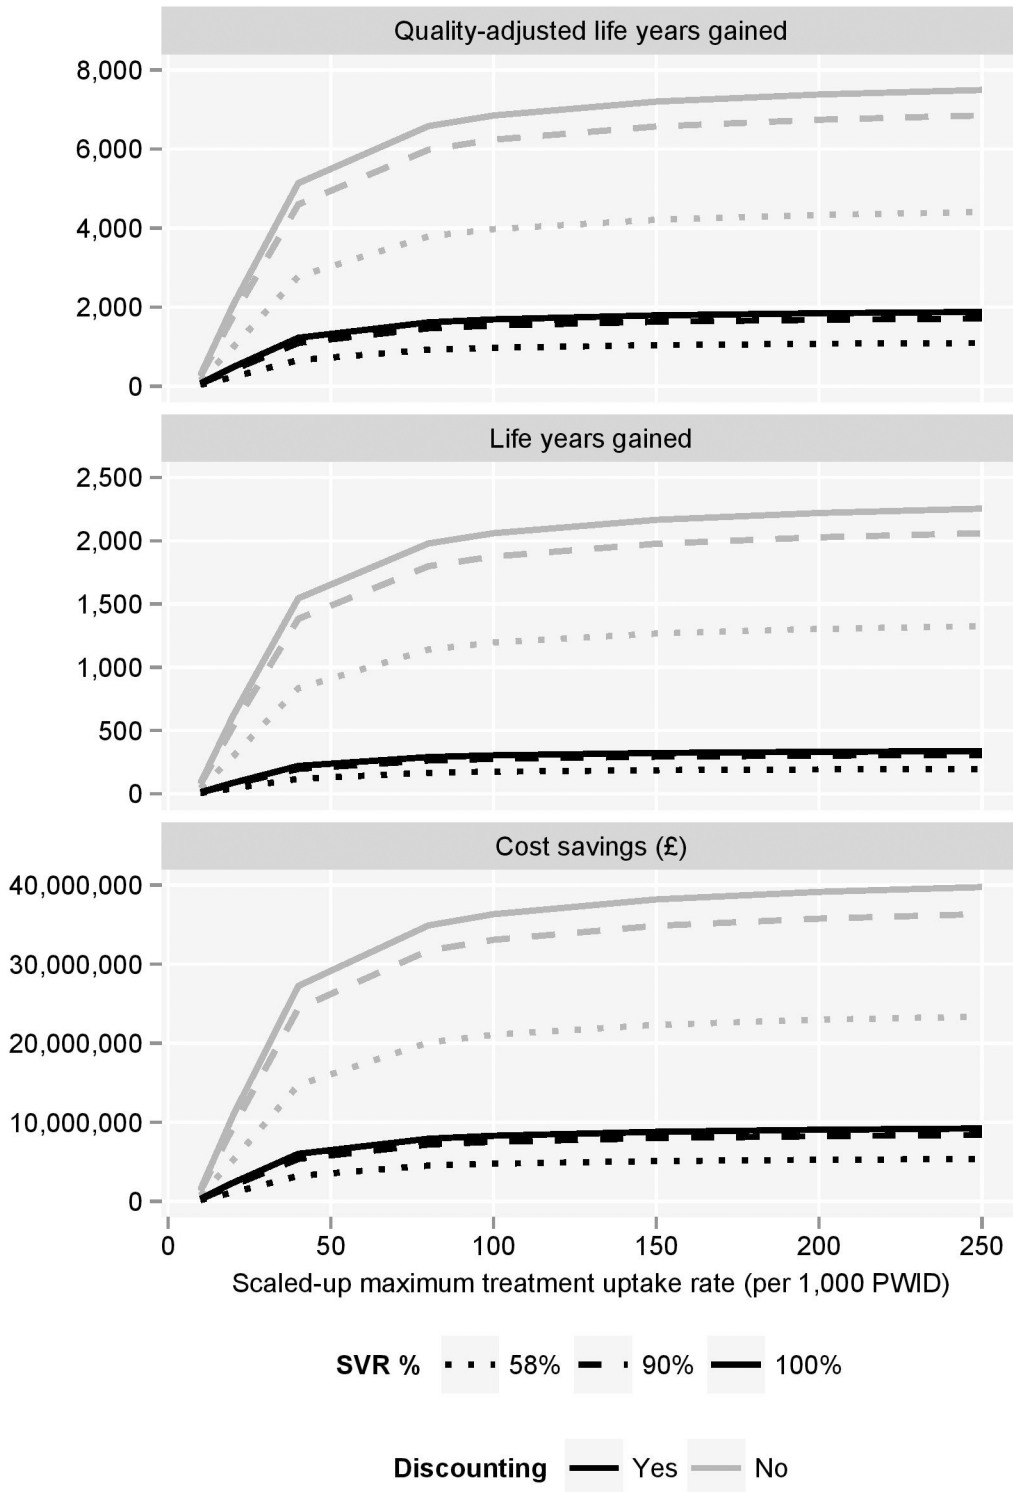 Quality-adjusted life years gained
8,000
6,000
4,000
2,000
0
Life years gained
2,500
2,000
1,500
1,000
500
0
Cost savings (£)
40,000,000
30,000,000
20,000,000
10,000,000
0
0 50 100 150 200 250
Scaled-up maximum treatment uptake rate (per 1,000 PWID)
SVR % 58% 90% 100%
Discounting Yes No